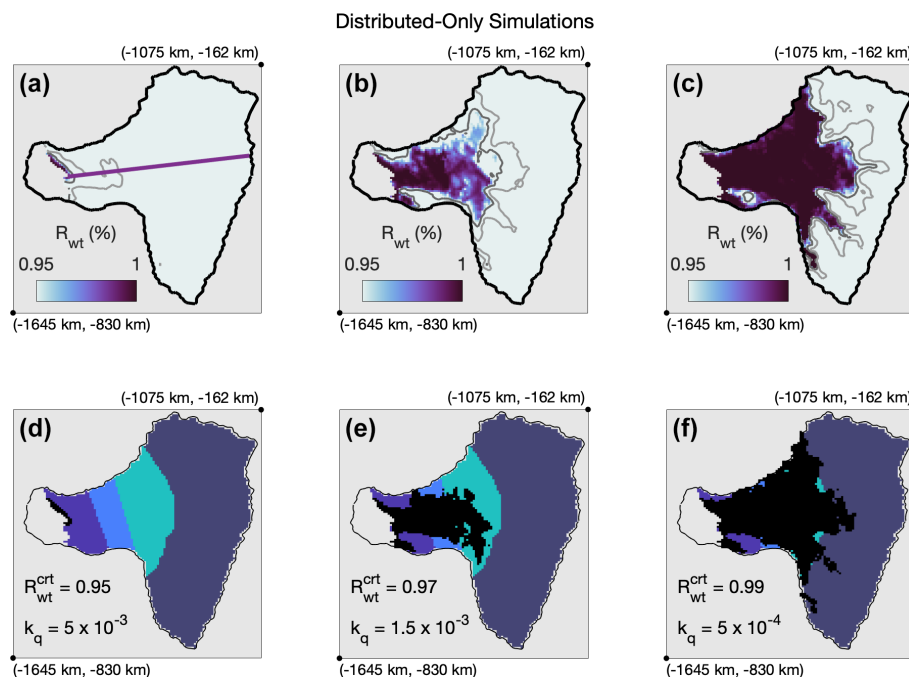 Distributed-Only Simulations
(-1075 km, -162 km)
(-1075 km, -162 km)
(-1075 km, -162 km)
(a)
(b)
(c)
R_wt (%)
R_wt (%)
R_wt (%)
0.95 1
0.95 1
0.95 1
(-1645 km, -830 km)
(-1645 km, -830 km)
(-1645 km, -830 km)
(-1075 km, -162 km)
(-1075 km, -162 km)
(-1075 km, -162 km)
(d)
(e)
(f)
R_wt^crt = 0.95
R_wt^crt = 0.97
R_wt^crt = 0.99
k_q = 5 x 10^-3
k_q = 1.5 x 10^-3
k_q = 5 x 10^-4
(-1645 km, -830 km)
(-1645 km, -830 km)
(-1645 km, -830 km)